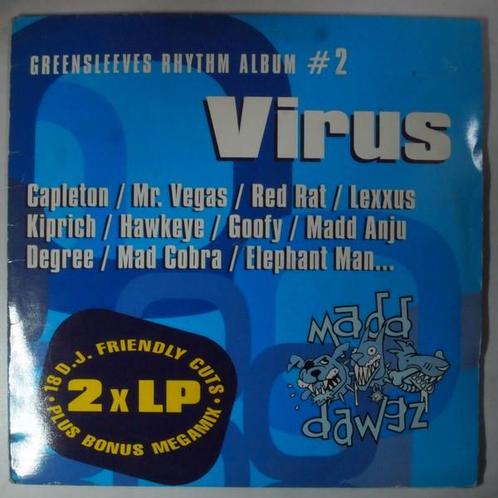 GREENSLEEVES RHYTHM ALBUM #2
Virus
Capleton / Mr. Vegas / Red Rat / Lexxus
Kiprich / Hawkeye / Goofy / Madd Anju
Degree / Mad Cobra / Elephant Man...
18 D.J. FRIENDLY CUTS
2 x LP
PLUS BONUS MEGAMIX
madd
dawgz